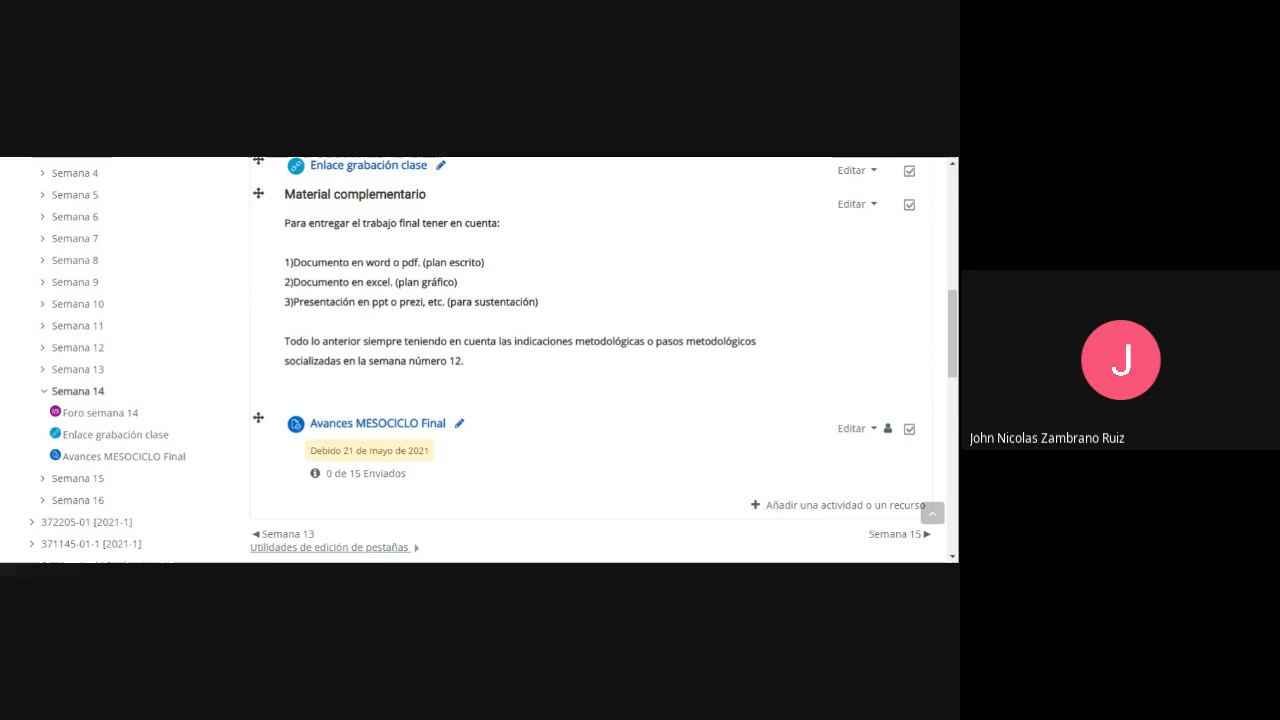 Semana 4
Semana 5
Semana 6
Semana 7
Semana 8
Semana 9
Semana 10
Semana 11
Semana 12
Semana 13
Semana 14
Foro semana 14
Enlace grabación clase
Avances MESOCICLO Final
Semana 15
Semana 16
372205-01 [2021-1]
371145-01-1 [2021-1]
Enlace grabación clase
Editar
Material complementario
Editar
Para entregar el trabajo final tener en cuenta:
1)Documento en word o pdf. (plan escrito)
2)Documento en excel. (plan gráfico)
3)Presentación en ppt o prezi, etc. (para sustentación)
Todo lo anterior siempre teniendo en cuenta las indicaciones metodológicas o pasos metodológicos
socializadas en la semana número 12.
Avances MESOCICLO Final
Editar
Debido 21 de mayo de 2021
0 de 15 Enviados
Añadir una actividad o un recurso
Semana 13
Semana 15
Utilidades de edición de pestañas
J
John Nicolas Zambrano Ruiz